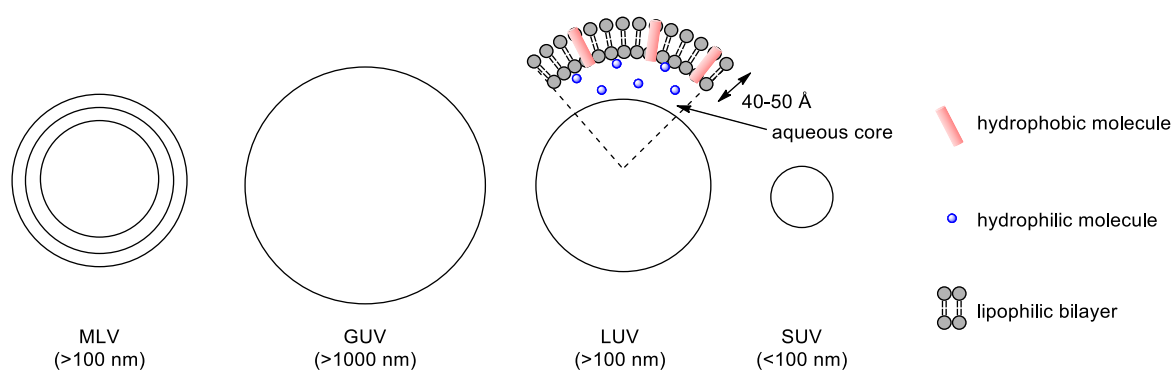 40-50 Å
aqueous core
hydrophobic molecule
hydrophilic molecule
lipophilic bilayer
MLV
(>100 nm)
GUV
(>1000 nm)
LUV
(>100 nm)
SUV
(<100 nm)